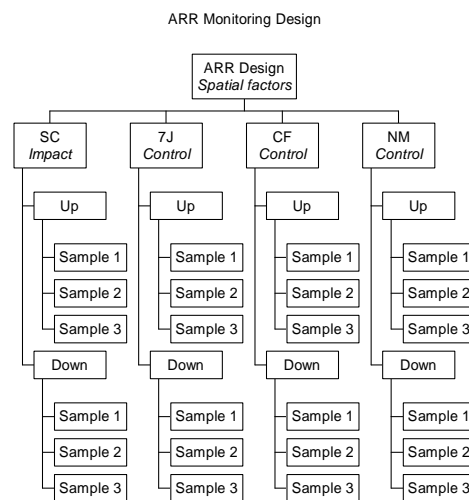 ARR Monitoring Design
ARR Design
Spatial factors
SC
Impact
7J
Control
CF
Control
NM
Control
Up
Up
Up
Up
Sample 1
Sample 1
Sample 1
Sample 1
Sample 2
Sample 2
Sample 2
Sample 2
Sample 3
Sample 3
Sample 3
Sample 3
Down
Down
Down
Down
Sample 1
Sample 1
Sample 1
Sample 1
Sample 2
Sample 2
Sample 2
Sample 2
Sample 3
Sample 3
Sample 3
Sample 3